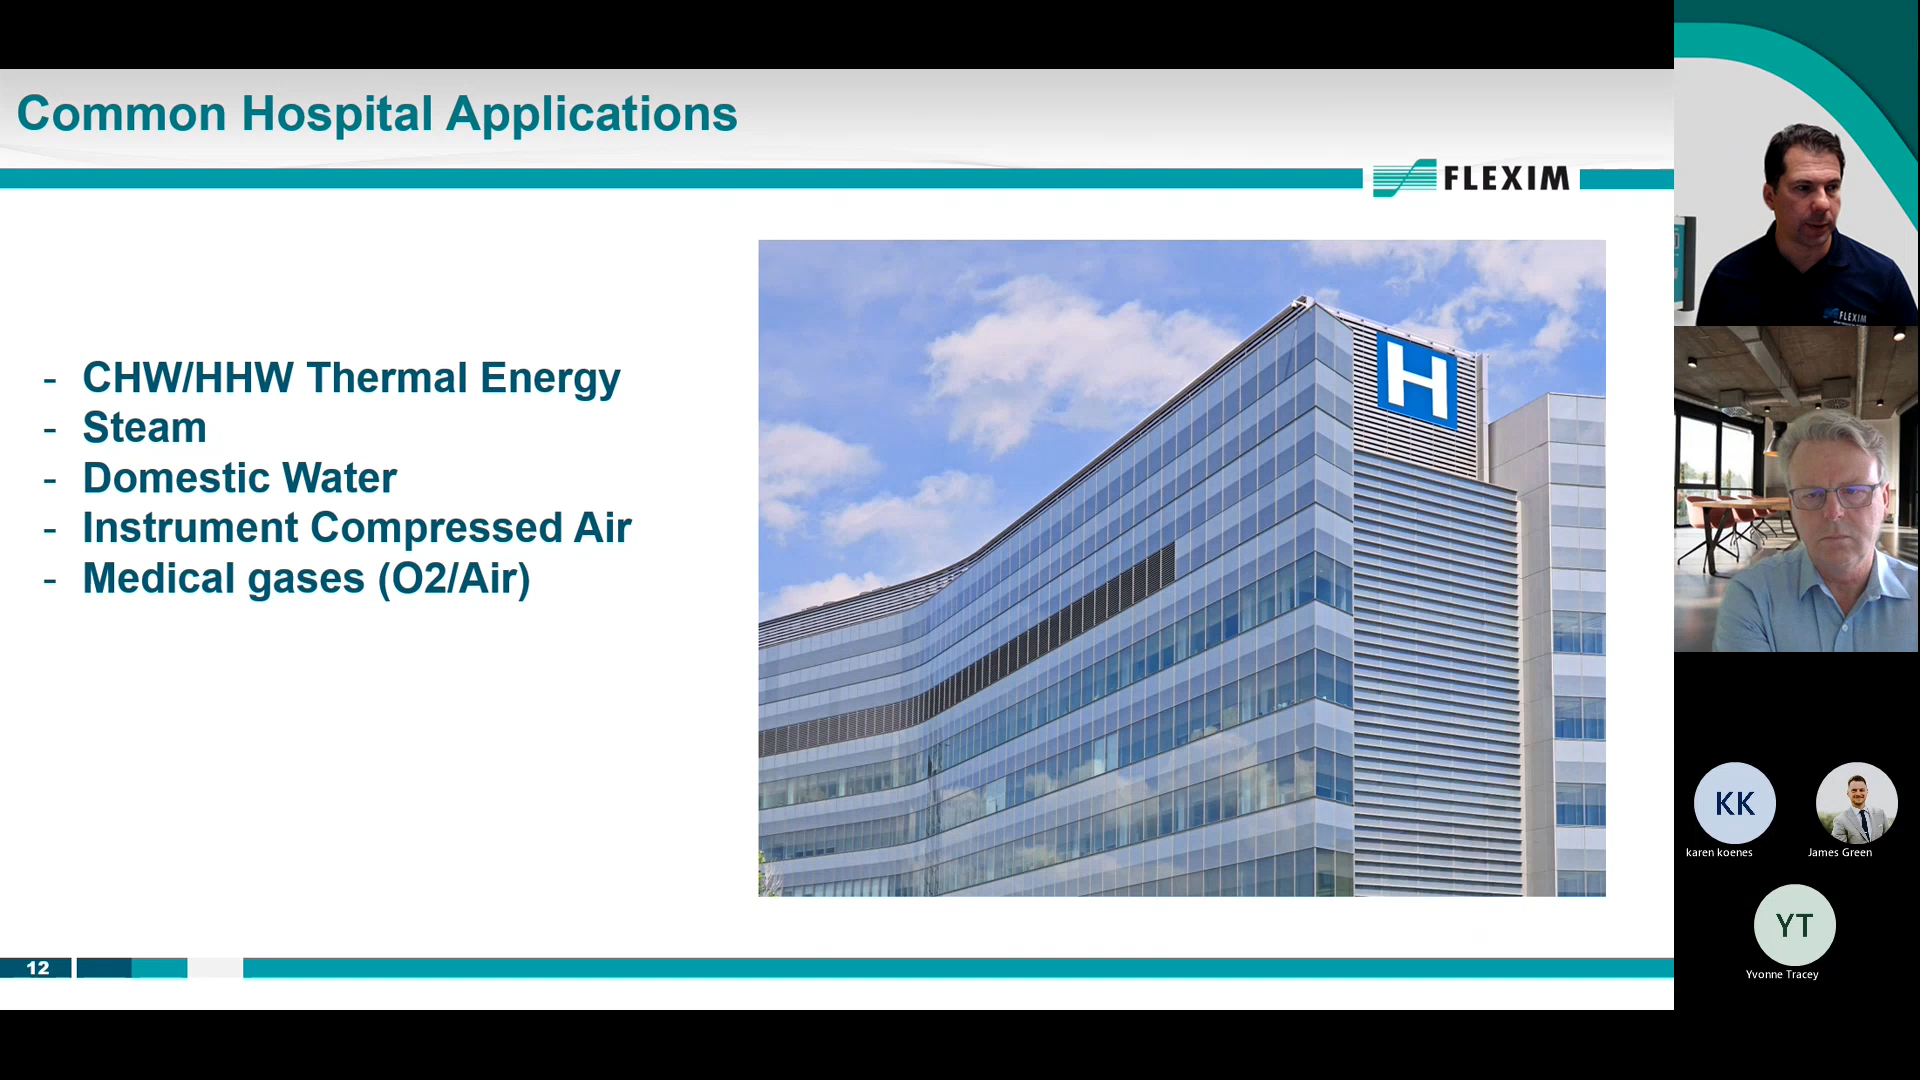 Common Hospital Applications
FLEXIM
- CHW/HHW Thermal Energy
- Steam
- Domestic Water
- Instrument Compressed Air
- Medical gases (O2/Air)
H
12
FLEXIM
KK
karen koenes
James Green
YT
Yvonne Tracey